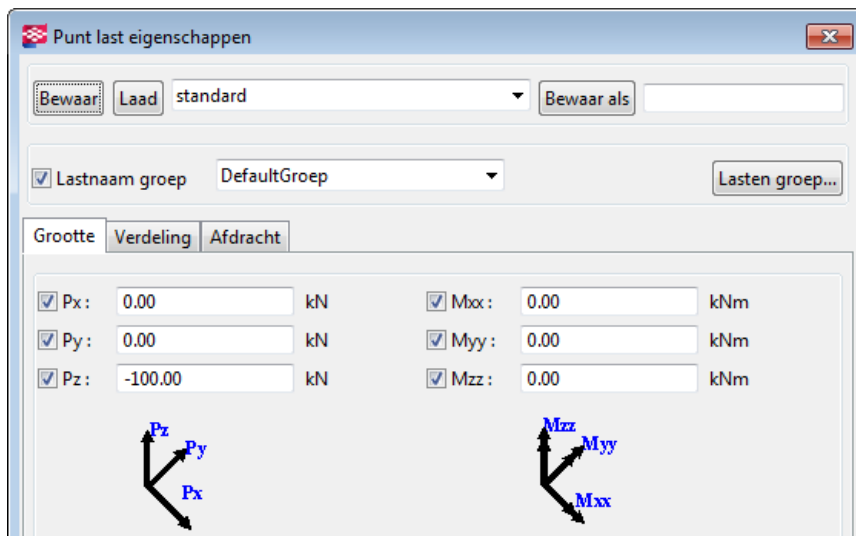 Punt last eigenschappen
Bewaar Laad standard Bewaar als
Lastnaam groep DefaultGroep Lasten groep...
Grootte Verdeling Afdracht
Px : 0.00 kN Mxx : 0.00 kNm
Py : 0.00 kN Myy : 0.00 kNm
Pz : -100.00 kN Mzz : 0.00 kNm
Pz Mzz
Py Myy
Px Mxx